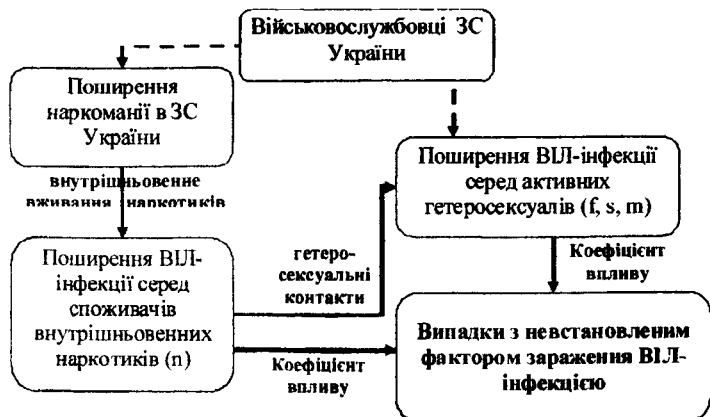 Військовослужбовці ЗС
України
Поширення
наркоманії в ЗС
України
внутрішньовенне
вживання наркотиків
Поширення ВІЛ-
інфекції серед
споживачів
внутрішньовенних
наркотиків (n)
гетеро-
сексуальні
контакти
Поширення ВІЛ-інфекції
серед активних
гетеросексуалів (f, s, m)
Коефіцієнт
впливу
Коефіцієнт
впливу
Випадки з невстановленим
фактором зараження ВІЛ-
інфекцією